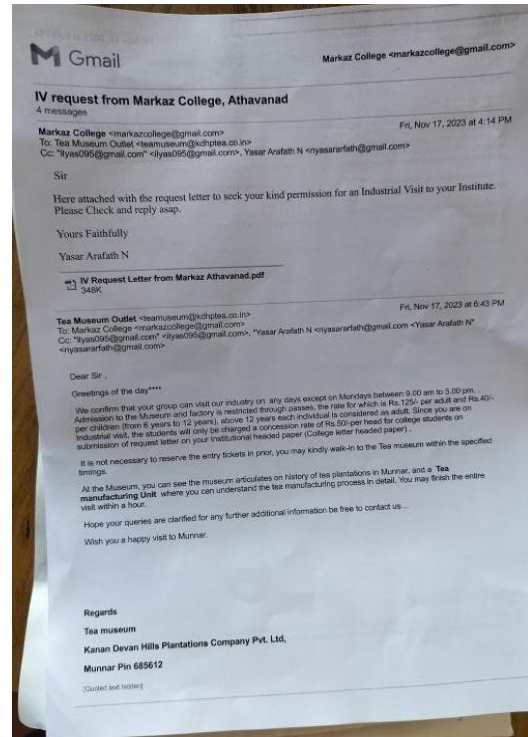 Gmail
Markaz College <markazcollege@gmail.com>
IV request from Markaz College, Athavanad
4 messages
Markaz College <markazcollege@gmail.com>
Fri, Nov 17, 2023 at 4:14 PM
To: Tea Museum Outlet <teamuseum@kdhptea.co.in>
Cc: "ilyas095@gmail.com" <ilyas095@gmail.com>, Yasar Arafath N <nyasararfath@gmail.com>
Sir
Here attached with the request letter to seek your kind permission for an Industrial Visit to your Institute.
Please Check and reply asap.
Yours Faithfully
Yasar Arafath N
IV Request Letter from Markaz Athavanad.pdf
348K
Tea Museum Outlet <teamuseum@kdhptea.co.in>
Fri, Nov 17, 2023 at 6:43 PM
To: Markaz College <markazcollege@gmail.com>
Cc: "ilyas095@gmail.com" <ilyas095@gmail.com>, "Yasar Arafath N <nyasararfath@gmail.com <Yasar Arafath N"
<nyasararfath@gmail.com>
Dear Sir ,
Greetings of the day****
We confirm that your group can visit our industry on any days except on Mondays between 9.00 am to 5.00 pm. .
Admission to the Museum and factory is restricted through passes, the rate for which is Rs.125/- per adult and Rs.40/-
per children (from 6 years to 12 years), above 12 years each individual is considered as adult. Since you are on
Industrial visit, the students will only be charged a concession rate of Rs.50/-per head for college students on
submission of request letter on your Institutional headed paper (College letter headed paper) .
It is not necessary to reserve the entry tickets in prior, you may kindly walk-in to the Tea museum within the specified
timings.
At the Museum, you can see the museum articulates on history of tea plantations in Munnar, and a Tea
manufacturing Unit where you can understand the tea manufacturing process in detail. You may finish the entire
visit within a hour.
Hope your queries are clarified for any further additional information be free to contact us...
Wish you a happy visit to Munnar.
Regards
Tea museum
Kanan Devan Hills Plantations Company Pvt. Ltd,
Munnar Pin 685612
[Quoted text hidden]